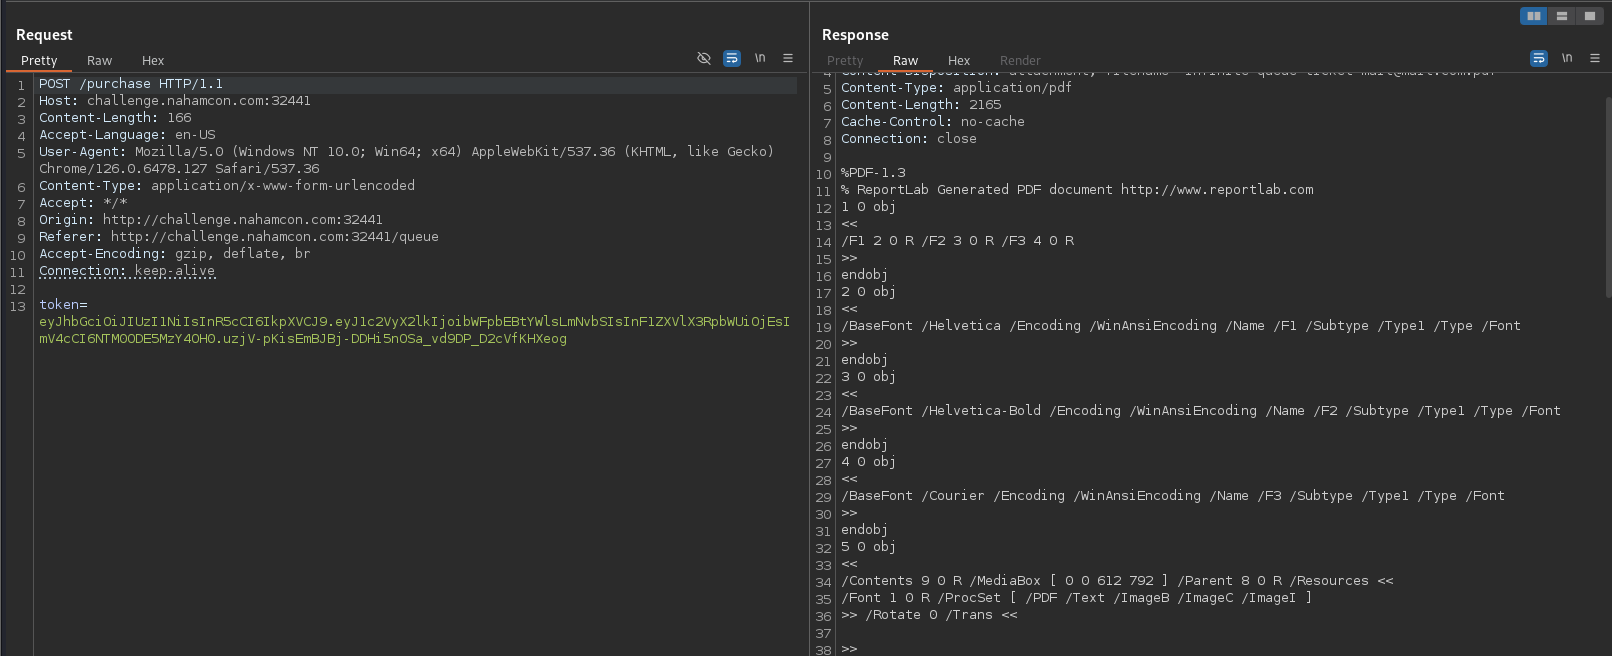 Request
Pretty Raw Hex
\n
1 POST /purchase HTTP/1.1
2 Host: challenge.nahamcon.com:32441
3 Content-Length: 166
4 Accept-Language: en-US
5 User-Agent: Mozilla/5.0 (Windows NT 10.0; Win64; x64) AppleWebKit/537.36 (KHTML, like Gecko)
Chrome/126.0.6478.127 Safari/537.36
6 Content-Type: application/x-www-form-urlencoded
7 Accept: */*
8 Origin: http://challenge.nahamcon.com:32441
9 Referer: http://challenge.nahamcon.com:32441/queue
10 Accept-Encoding: gzip, deflate, br
11 Connection: keep-alive
12
13 token=
eyJhbGciOiJIUzI1NiIsInR5cCI6IkpXVCJ9.eyJ1c2VyX2lkIjoibWFpbEBtYWlsLmNvbSIsInF1ZXVlX3RpbWUiOjEsI
mV4cCI6NTM0ODE5MzY4OH0.uzjV-pKisEmBJBj-DDHi5nOSa_vd9DP_D2cVfKHXeog
Response
Pretty Raw Hex Render
\n
5 Content-Type: application/pdf
6 Content-Length: 2165
7 Cache-Control: no-cache
8 Connection: close
9
10 %PDF-1.3
11 % ReportLab Generated PDF document http://www.reportlab.com
12 1 0 obj
13 <<
14 /F1 2 0 R /F2 3 0 R /F3 4 0 R
15 >>
16 endobj
17 2 0 obj
18 <<
19 /BaseFont /Helvetica /Encoding /WinAnsiEncoding /Name /F1 /Subtype /Type1 /Type /Font
20 >>
21 endobj
22 3 0 obj
23 <<
24 /BaseFont /Helvetica-Bold /Encoding /WinAnsiEncoding /Name /F2 /Subtype /Type1 /Type /Font
25 >>
26 endobj
27 4 0 obj
28 <<
29 /BaseFont /Courier /Encoding /WinAnsiEncoding /Name /F3 /Subtype /Type1 /Type /Font
30 >>
31 endobj
32 5 0 obj
33 <<
34 /Contents 9 0 R /MediaBox [ 0 0 612 792 ] /Parent 8 0 R /Resources <<
35 /Font 1 0 R /ProcSet [ /PDF /Text /ImageB /ImageC /ImageI ]
36 >> /Rotate 0 /Trans <<
37
38 >>